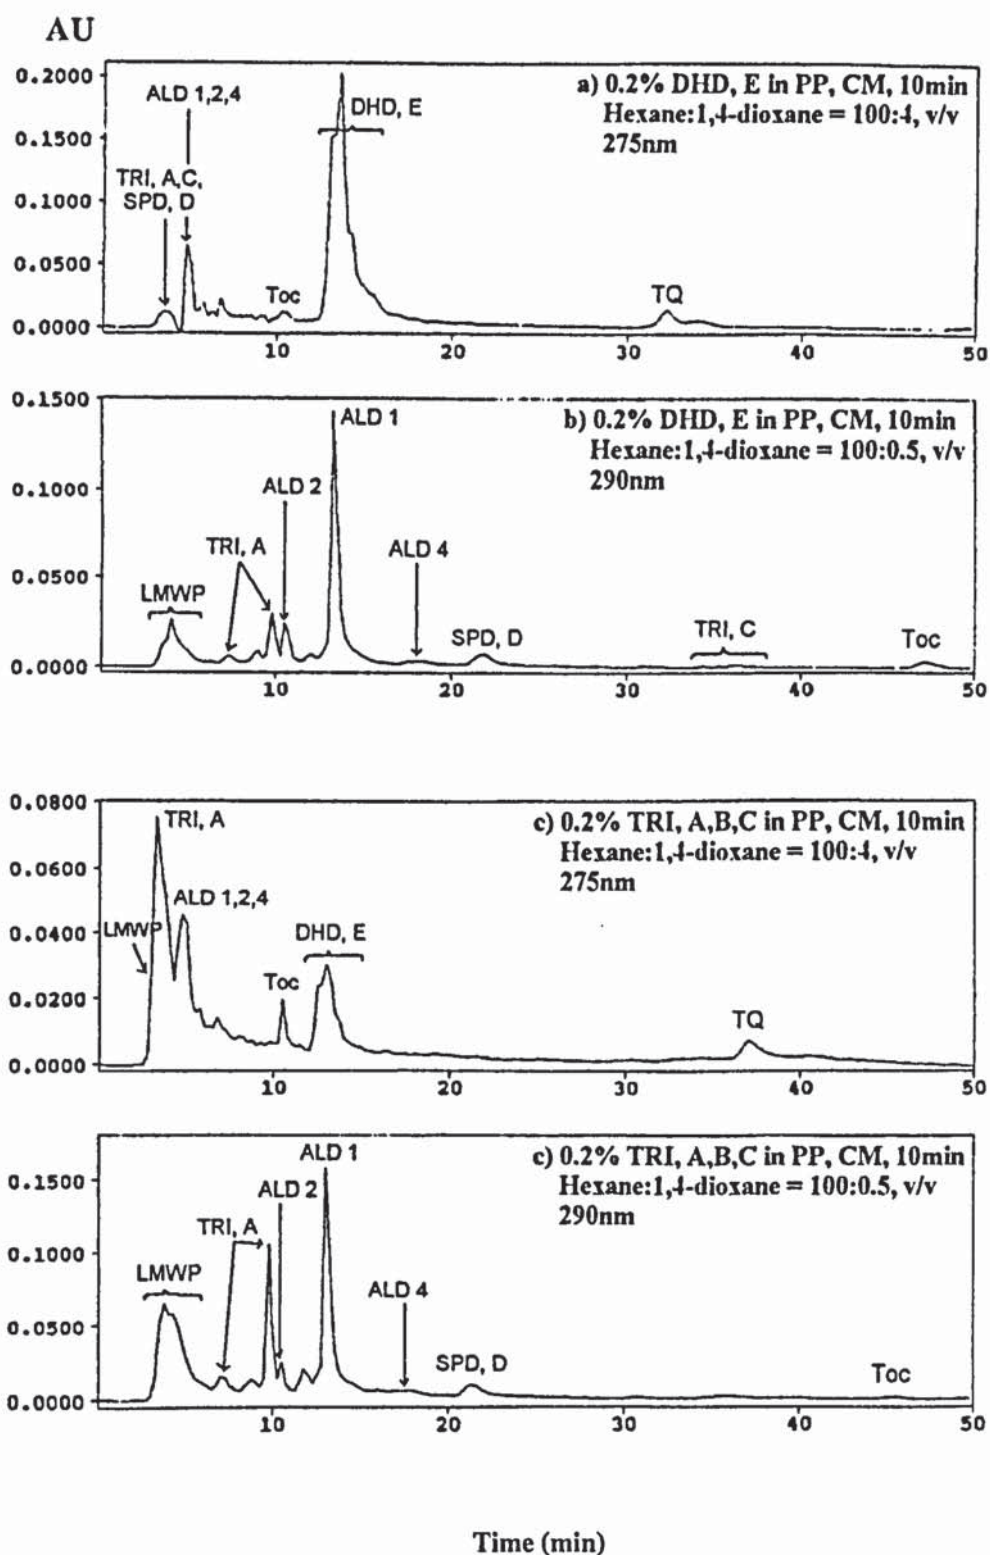 AU
a) 0.2% DHD, E in PP, CM, 10min
Hexane:1,4-dioxane = 100:4, v/v
275nm
0.2000
0.1500
0.1000
0.0500
0.0000
ALD 1,2,4
TRI, A,C,
SPD, D
Toc
DHD, E
TQ
10
20
30
40
50
b) 0.2% DHD, E in PP, CM, 10min
Hexane:1,4-dioxane = 100:0.5, v/v
290nm
0.1500
0.1000
0.0500
0.0000
LMWP
TRI, A
ALD 2
ALD 1
ALD 4
SPD, D
TRI, C
Toc
10
20
30
40
50
c) 0.2% TRI, A,B,C in PP, CM, 10min
Hexane:1,4-dioxane = 100:4, v/v
275nm
0.0800
0.0600
0.0400
0.0200
0.0000
TRI, A
ALD 1,2,4
LMWP
Toc
DHD, E
TQ
10
20
30
40
50
c) 0.2% TRI, A,B,C in PP, CM, 10min
Hexane:1,4-dioxane = 100:0.5, v/v
290nm
0.1500
0.1000
0.0500
0.0000
LMWP
TRI, A
ALD 2
ALD 1
ALD 4
SPD, D
Toc
10
20
30
40
50
Time (min)